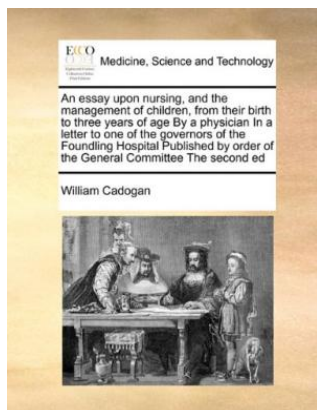 ECCO
Medicine, Science and Technology
An essay upon nursing, and the
management of children, from their birth
to three years of age By a physician In a
letter to one of the governors of the
Foundling Hospital Published by order of
the General Committee The second ed
William Cadogan